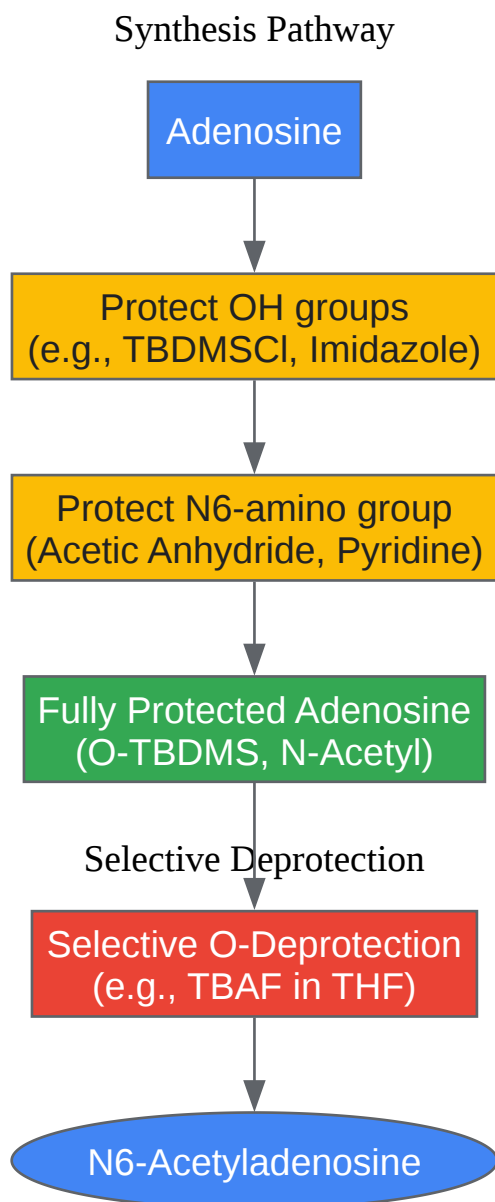 Synthesis Pathway
Adenosine
Protect OH groups
(e.g., TBDMSCl, Imidazole)
Protect N6-amino group
(Acetic Anhydride, Pyridine)
Fully Protected Adenosine
(O-TBDMS, N-Acetyl)
Selective Deprotection
Selective O-Deprotection
(e.g., TBAF in THF)
N6-Acetyladenosine